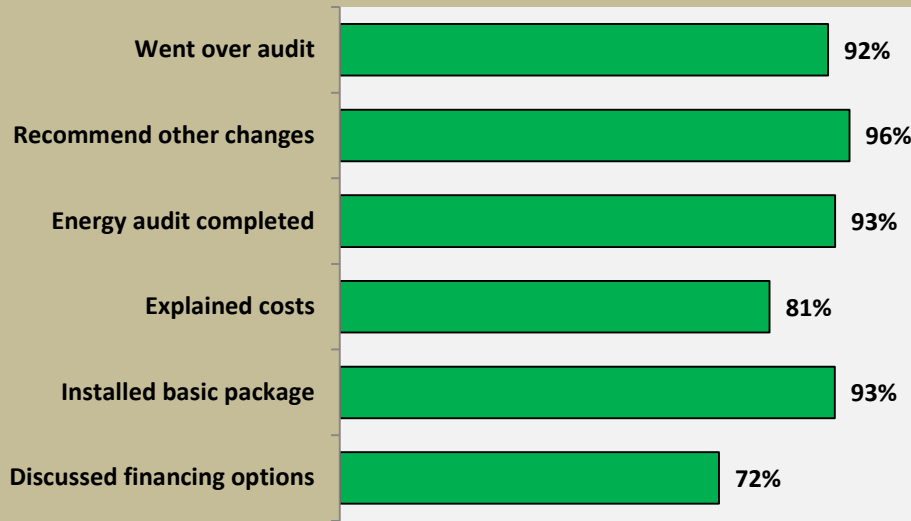 Went over audit 92%
Recommend other changes 96%
Energy audit completed 93%
Explained costs 81%
Installed basic package 93%
Discussed financing options 72%